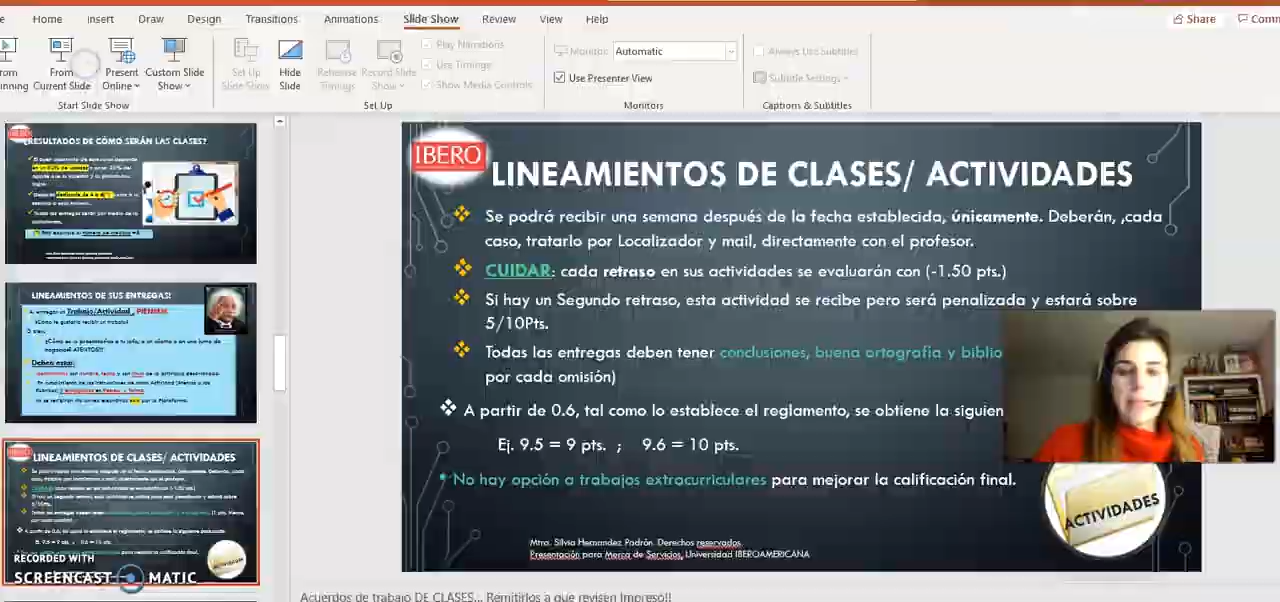 Home Insert Draw Design Transitions Animations Slide Show Review View Help
Share Comm
From Current Slide
Present Online
Custom Slide Show
Set Up Slide Show
Hide Slide
Rehearse Timings
Record Slide Show
Play Narrations
Use Timings
Show Media Controls
Monitor: Automatic
Use Presenter View
Always Use Subtitles
Subtitle Settings
Start Slide Show
Set Up
Monitors
Captions & Subtitles
RESULTADOS DE CÓMO SERÁN LAS CLASES?
LINEAMIENTOS DE SUS ENTREGAS!
LINEAMIENTOS DE CLASES/ ACTIVIDADES
RECORDED WITH
SCREENCAST MATIC
IBERO
LINEAMIENTOS DE CLASES/ ACTIVIDADES
Se podrá recibir una semana después de la fecha establecida, únicamente. Deberán, ,cada
caso, tratarlo por Localizador y mail, directamente con el profesor.
CUIDAR: cada retraso en sus actividades se evaluarán con (-1.50 pts.)
Si hay un Segundo retraso, esta actividad se recibe pero será penalizada y estará sobre
5/10Pts.
Todas las entregas deben tener conclusiones, buena ortografía y biblio
por cada omisión)
A partir de 0.6, tal como lo establece el reglamento, se obtiene la siguien
Ej. 9.5 = 9 pts. ; 9.6 = 10 pts.
No hay opción a trabajos extracurriculares para mejorar la calificación final.
ACTIVIDADES
Mtra. Silvia Hernandez Padrón. Derechos reservados.
Presentación para Merca de Servicios, Universidad IBEROAMERICANA
Acuerdos de trabajo DE CLASES... Remitirlos a que revisen Impreso!!